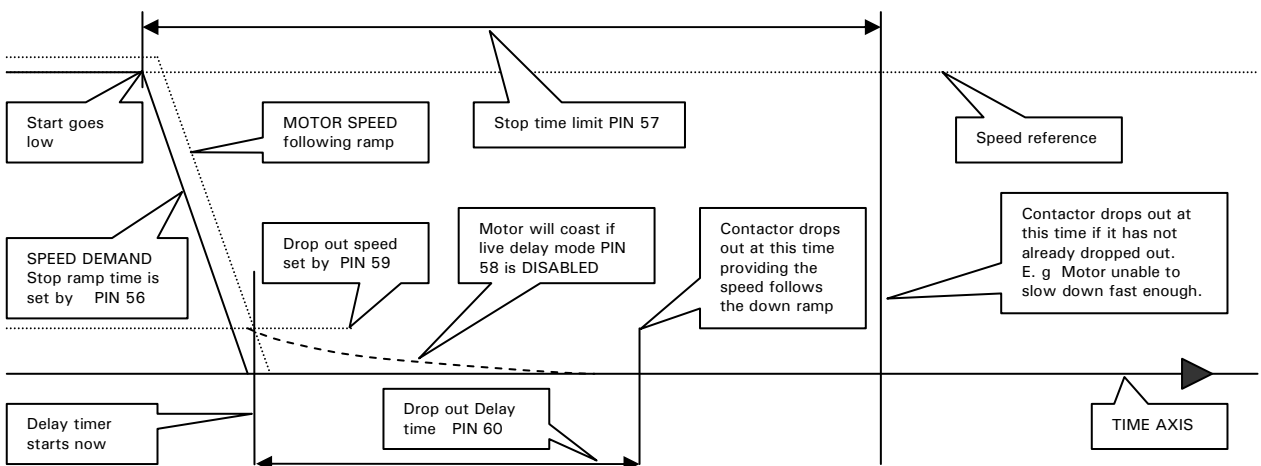 Start goes
low
MOTOR SPEED
following ramp
Stop time limit PIN 57
Speed reference
SPEED DEMAND
Stop ramp time is
set by PIN 56
Drop out speed
set by PIN 59
Motor will coast if
live delay mode PIN
58 is DISABLED
Contactor drops
out at this time
providing the
speed follows
the down ramp
Contactor drops out at
this time if it has not
already dropped out.
E. g Motor unable to
slow down fast enough.
Delay timer
starts now
Drop out Delay
time PIN 60
TIME AXIS